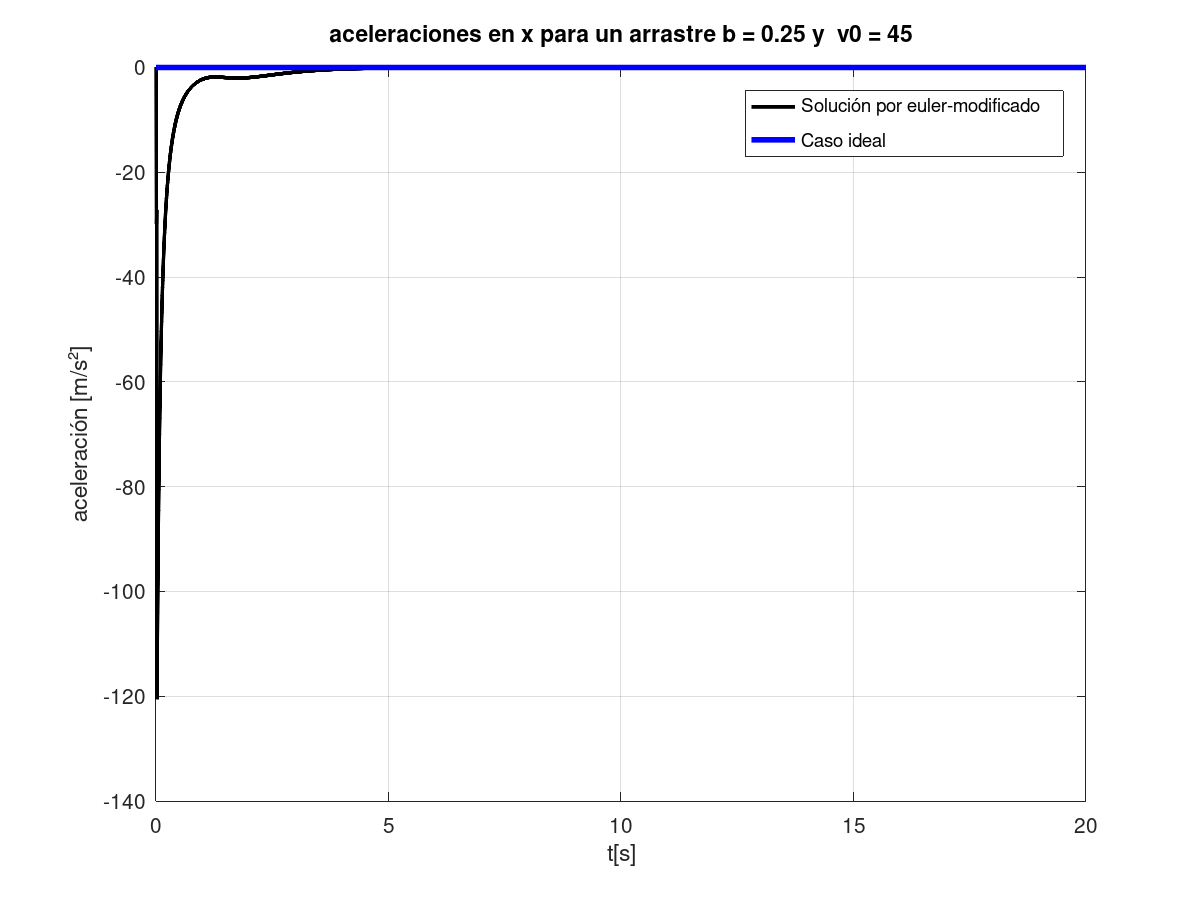 aceleraciones en x para un arrastre b = 0.25 y  v0 = 45
0
-20
-40
-60
-80
-100
-120
-140
aceleración [m/s²]
Solución por euler-modificado
Caso ideal
0
5
10
15
20
t[s]